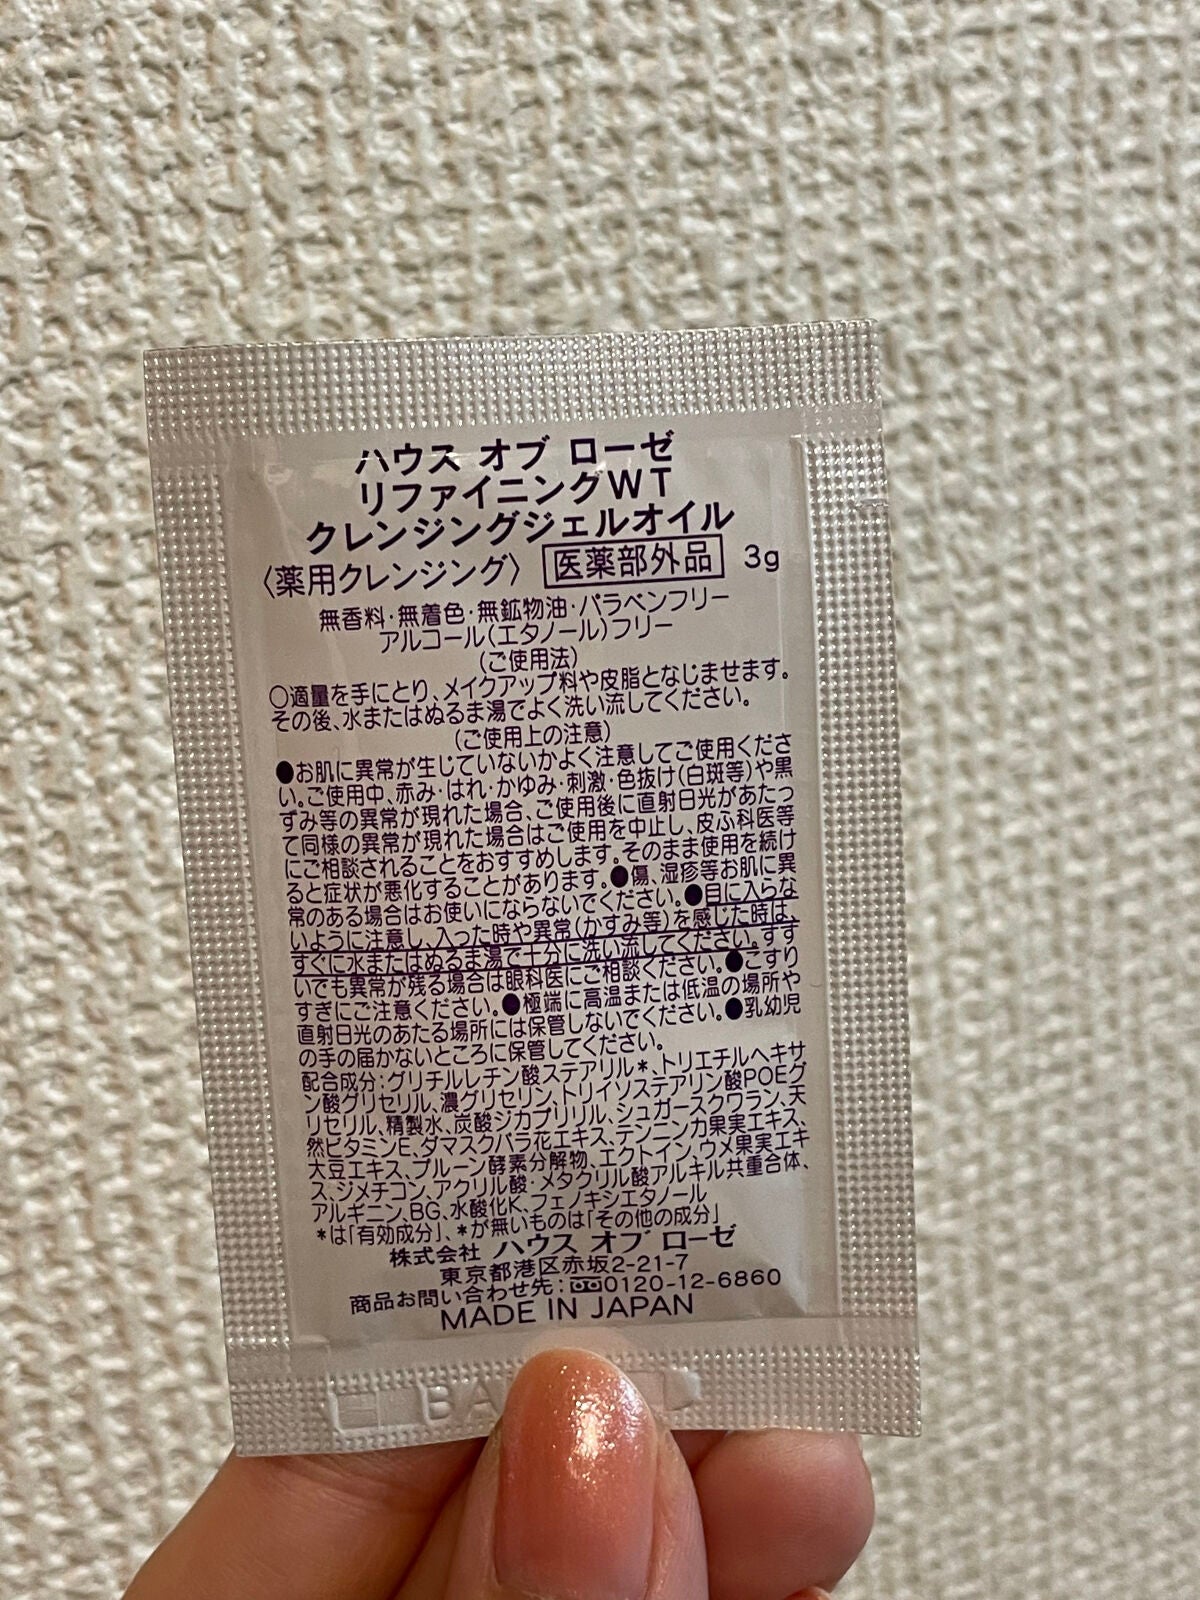 ハウス オブ ローゼ
リファイニングWT
クレンジングジェルオイル
〈薬用クレンジング〉 医薬部外品 3g
無香料・無着色・無鉱物油・パラベンフリー
アルコール(エタノール)フリー
(ご使用法)
○適量を手にとり、メイクアップ料や皮脂となじませます。
その後、水またはぬるま湯でよく洗い流してください。
(ご使用上の注意)
●お肌に異常が生じていないかよく注意してご使用くださ
い。ご使用中、赤み・はれ・かゆみ・刺激・色抜け(白斑等)や黒
ずみ等の異常が現れた場合、ご使用後に直射日光があたっ
て同様の異常が現れた場合はご使用を中止し、皮ふ科医等
にご相談されることをおすすめします。そのまま使用を続け
ると症状が悪化することがあります。●傷、湿疹等お肌に異
常のある場合はお使いにならないでください。●目に入らな
いように注意し、入った時や異常(かすみ等)を感じた時は、
すぐに水またはぬるま湯で十分に洗い流してください。すす
いでも異常が残る場合は眼科医にご相談ください。●こすり
すぎにご注意ください。●極端に高温または低温の場所や
直射日光のあたる場所には保管しないでください。●乳幼児
の手の届かないところに保管してください。
配合成分:グリチルレチン酸ステアリル*、トリエチルヘキサ
ン酸グリセリル、濃グリセリン、トリイソステアリン酸POEグ
リセリル、精製水、炭酸ジカプリリル、シュガースクワラン、天
然ビタミンE、ダマスクバラ花エキス、テンニンカ果実エキス、
大豆エキス、プルーン酵素分解物、エクトイン、ウメ果実エキ
ス、ジメチコン、アクリル酸・メタクリル酸アルキル共重合体、
アルギニン、BG、水酸化K、フェノキシエタノール
*は「有効成分」、*が無いものは「その他の成分」
株式会社 ハウス オブ ローゼ
東京都港区赤坂2-21-7
商品お問い合わせ先:0120-12-6860
MADE IN JAPAN